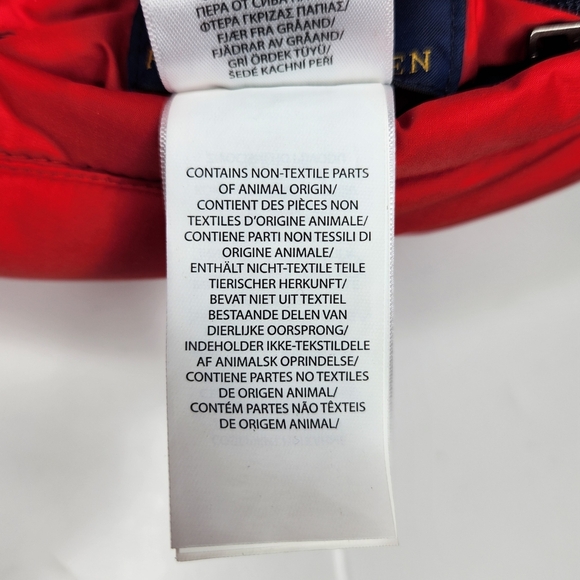 ПЕРА ОТ СИВА
ΦΤΕΡΑ ΓΚΡΙΖΑΣ ΠΑΠΙΑΣ/
FJÆR FRA GRÅAND/
FJÄDRAR AV GRÅAND/
GRİ ÖRDEK TÜYÜ/
ŠEDÉ KACHNÍ PEŘÍ
EN
CONTAINS NON-TEXTILE PARTS
OF ANIMAL ORIGIN/
CONTIENT DES PIÈCES NON
TEXTILES D'ORIGINE ANIMALE/
CONTIENE PARTI NON TESSILI DI
ORIGINE ANIMALE/
ENTHÄLT NICHT-TEXTILE TEILE
TIERISCHER HERKUNFT/
BEVAT NIET UIT TEXTIEL
BESTAANDE DELEN VAN
DIERLIJKE OORSPRONG/
INDEHOLDER IKKE-TEKSTILDELE
AF ANIMALSK OPRINDELSE/
CONTIENE PARTES NO TEXTILES
DE ORIGEN ANIMAL/
CONTÉM PARTES NÃO TÊXTEIS
DE ORIGEM ANIMAL/